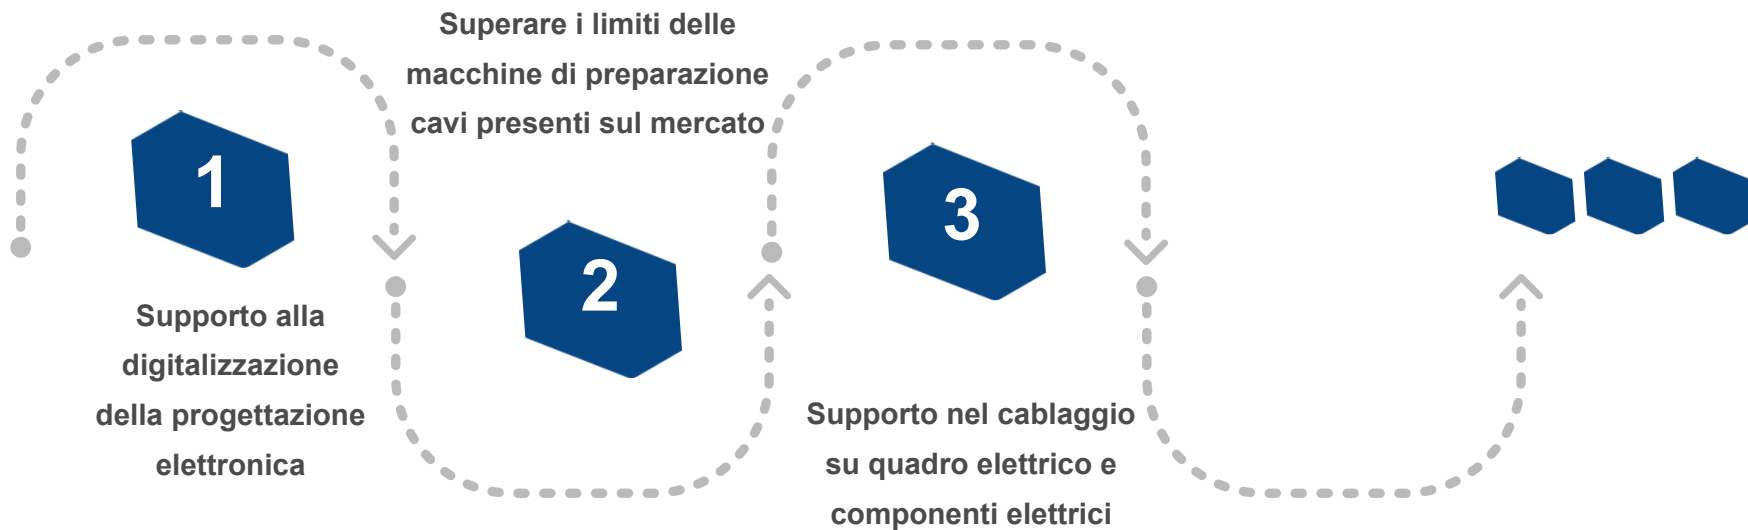 1
Supporto alla
digitalizzazione
della progettazione
elettronica
Superare i limiti delle
macchine di preparazione
cavi presenti sul mercato
2
3
Supporto nel cablaggio
su quadro elettrico e
componenti elettrici